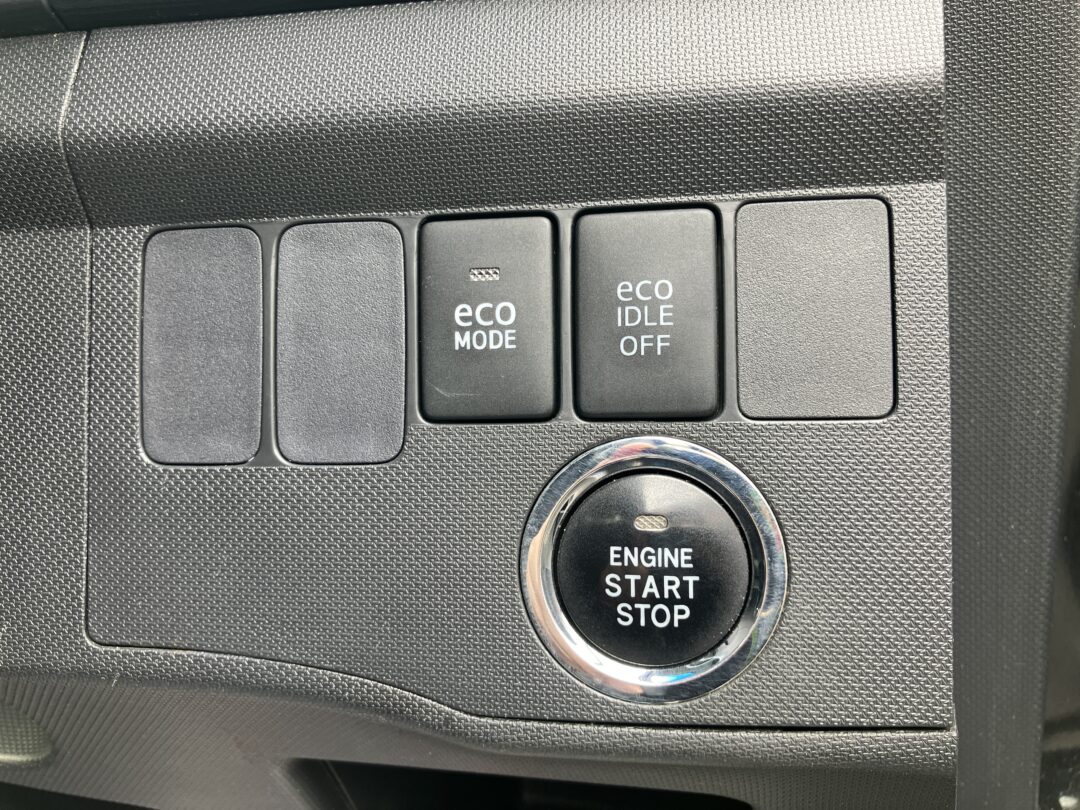 eco
MODE
eco
IDLE
OFF
ENGINE
START
STOP